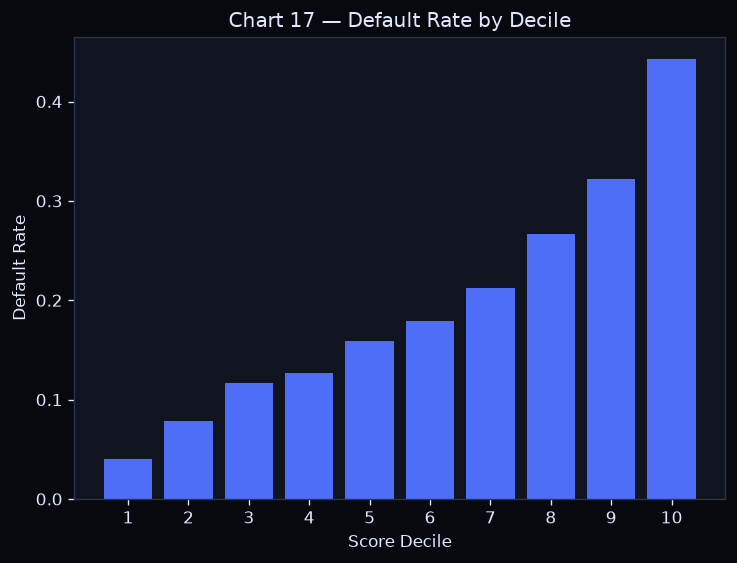 Chart 17 — Default Rate by Decile
0.4
0.3
0.2
0.1
0.0
Default Rate
1 2 3 4 5 6 7 8 9 10
Score Decile